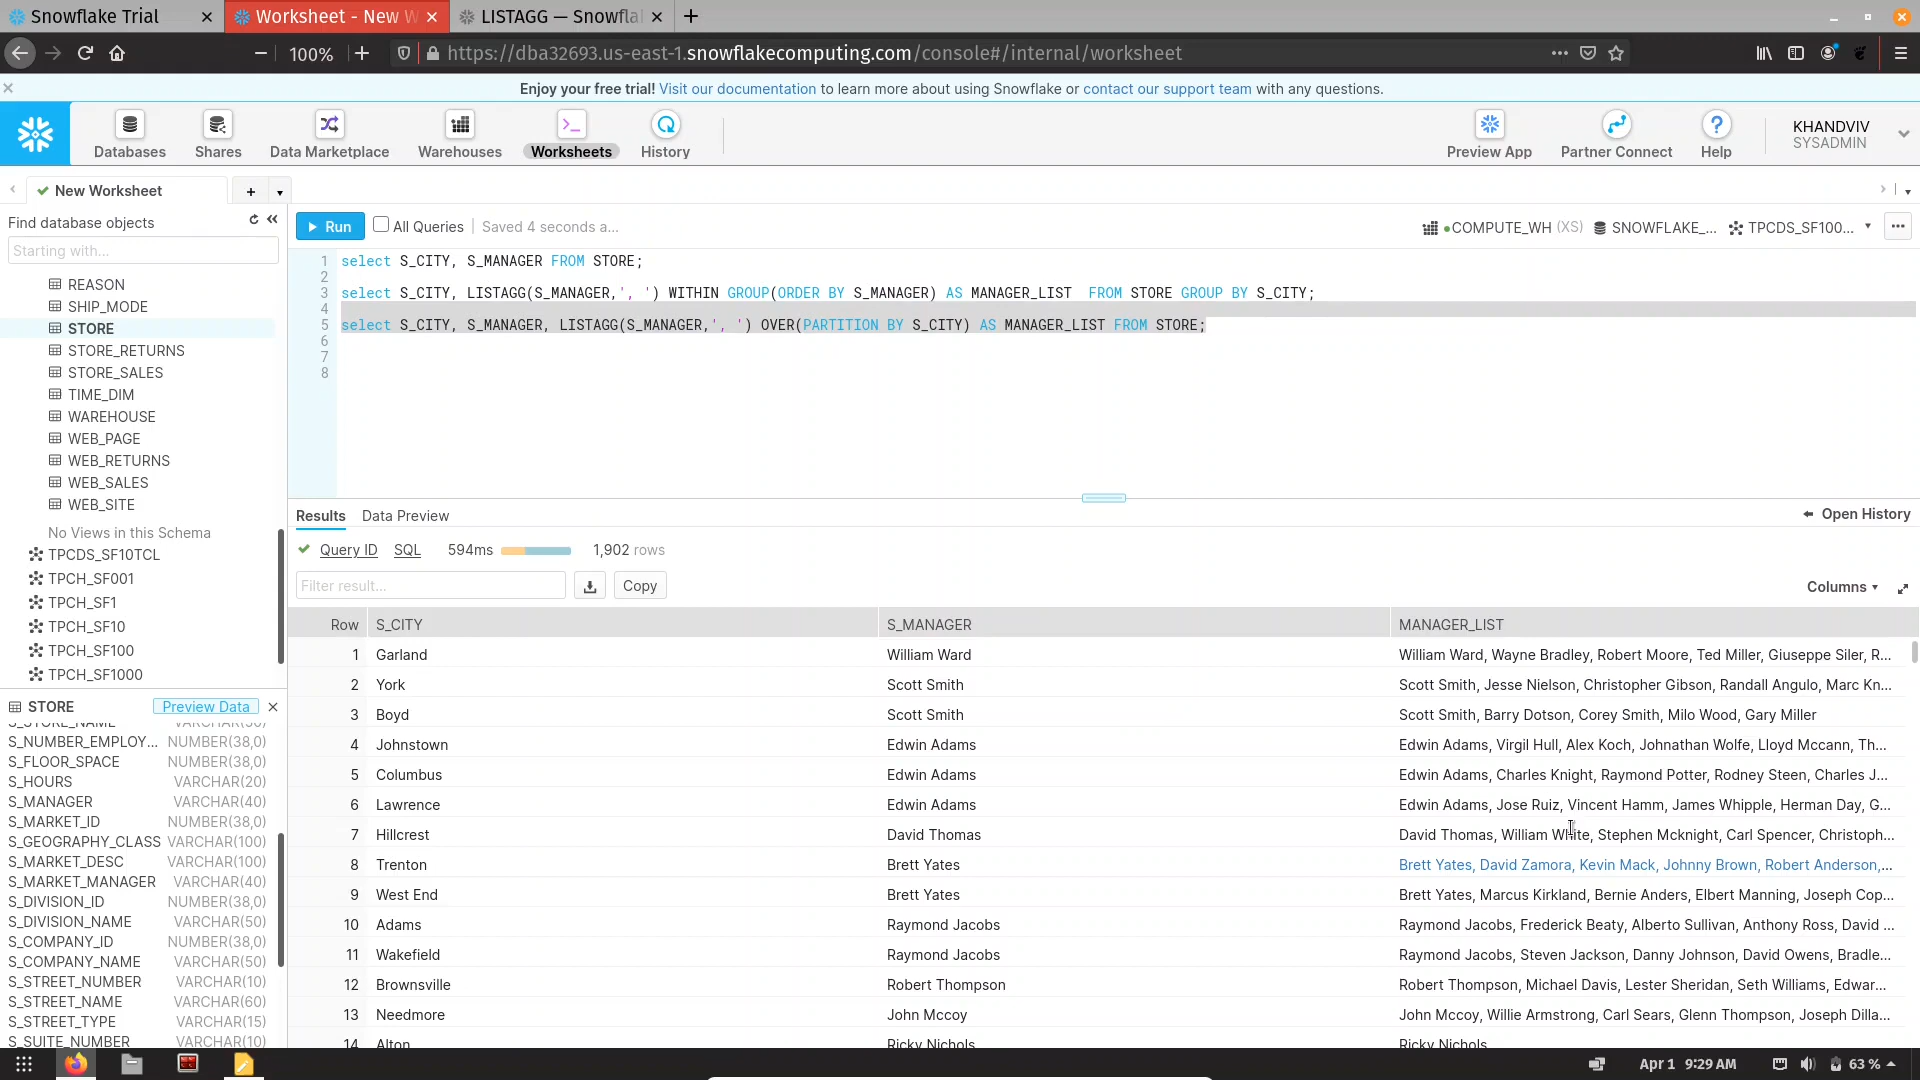 Snowflake Trial
Worksheet - New W
LISTAGG — Snowfla
100%
https://dba32693.us-east-1.snowflakecomputing.com/console#/internal/worksheet
Enjoy your free trial! Visit our documentation to learn more about using Snowflake or contact our support team with any questions.
Databases
Shares
Data Marketplace
Warehouses
Worksheets
History
Preview App
Partner Connect
Help
KHANDVIV
SYSADMIN
New Worksheet
Find database objects
Starting with...
REASON
SHIP_MODE
STORE
STORE_RETURNS
STORE_SALES
TIME_DIM
WAREHOUSE
WEB_PAGE
WEB_RETURNS
WEB_SALES
WEB_SITE
No Views in this Schema
TPCDS_SF10TCL
TPCH_SF001
TPCH_SF1
TPCH_SF10
TPCH_SF100
TPCH_SF1000
STORE Preview Data
S_STORE_NAME VARCHAR(50)
S_NUMBER_EMPLOY... NUMBER(38,0)
S_FLOOR_SPACE NUMBER(38,0)
S_HOURS VARCHAR(20)
S_MANAGER VARCHAR(40)
S_MARKET_ID NUMBER(38,0)
S_GEOGRAPHY_CLASS VARCHAR(100)
S_MARKET_DESC VARCHAR(100)
S_MARKET_MANAGER VARCHAR(40)
S_DIVISION_ID NUMBER(38,0)
S_DIVISION_NAME VARCHAR(50)
S_COMPANY_ID NUMBER(38,0)
S_COMPANY_NAME VARCHAR(50)
S_STREET_NUMBER VARCHAR(10)
S_STREET_NAME VARCHAR(60)
S_STREET_TYPE VARCHAR(15)
S_SUITE_NUMBER VARCHAR(10)
Run All Queries Saved 4 seconds a...
COMPUTE_WH (XS) SNOWFLAKE_... TPCDS_SF100...
1 select S_CITY, S_MANAGER FROM STORE;
2
3 select S_CITY, LISTAGG(S_MANAGER,', ') WITHIN GROUP(ORDER BY S_MANAGER) AS MANAGER_LIST  FROM STORE GROUP BY S_CITY;
4
5 select S_CITY, S_MANAGER, LISTAGG(S_MANAGER,', ') OVER(PARTITION BY S_CITY) AS MANAGER_LIST FROM STORE;
6
7
8
Results Data Preview
Open History
Query ID SQL 594ms 1,902 rows
Filter result... Copy
Columns
Row S_CITY S_MANAGER MANAGER_LIST
1 Garland William Ward William Ward, Wayne Bradley, Robert Moore, Ted Miller, Giuseppe Siler, R...
2 York Scott Smith Scott Smith, Jesse Nielson, Christopher Gibson, Randall Angulo, Marc Kn...
3 Boyd Scott Smith Scott Smith, Barry Dotson, Corey Smith, Milo Wood, Gary Miller
4 Johnstown Edwin Adams Edwin Adams, Virgil Hull, Alex Koch, Johnathan Wolfe, Lloyd Mccann, Th...
5 Columbus Edwin Adams Edwin Adams, Charles Knight, Raymond Potter, Rodney Steen, Charles J...
6 Lawrence Edwin Adams Edwin Adams, Jose Ruiz, Vincent Hamm, James Whipple, Herman Day, G...
7 Hillcrest David Thomas David Thomas, William White, Stephen Mcknight, Carl Spencer, Christoph...
8 Trenton Brett Yates Brett Yates, David Zamora, Kevin Mack, Johnny Brown, Robert Anderson,...
9 West End Brett Yates Brett Yates, Marcus Kirkland, Bernie Anders, Elbert Manning, Joseph Cop...
10 Adams Raymond Jacobs Raymond Jacobs, Frederick Beaty, Alberto Sullivan, Anthony Ross, David ...
11 Wakefield Raymond Jacobs Raymond Jacobs, Steven Jackson, Danny Johnson, David Owens, Bradle...
12 Brownsville Robert Thompson Robert Thompson, Michael Davis, Lester Sheridan, Seth Williams, Edwar...
13 Needmore John Mccoy John Mccoy, Willie Armstrong, Carl Sears, Glenn Thompson, Joseph Dilla...
14 Alton Ricky Nichols Ricky Nichols
Apr 1 9:29 AM
63 %